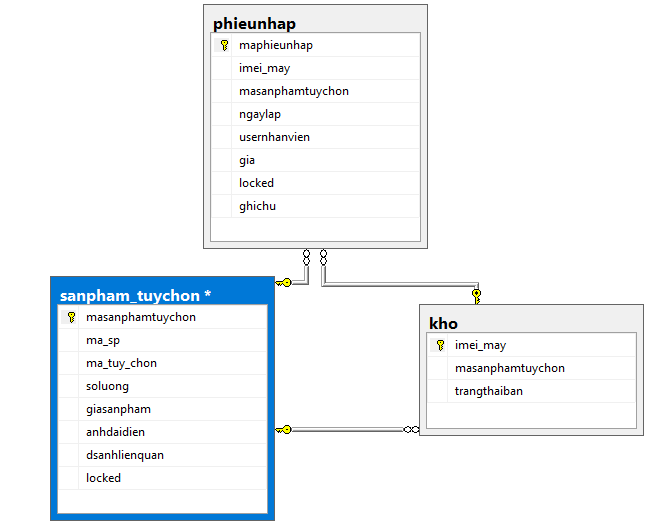 phieunhap
maphieunhap
imei_may
masanphamtuychon
ngaylap
usernhanvien
gia
locked
ghichu
sanpham_tuychon *
masanphamtuychon
ma_sp
ma_tuy_chon
soluong
giasanpham
anhdaidien
dsanhlienquan
locked
kho
imei_may
masanphamtuychon
trangthaiban